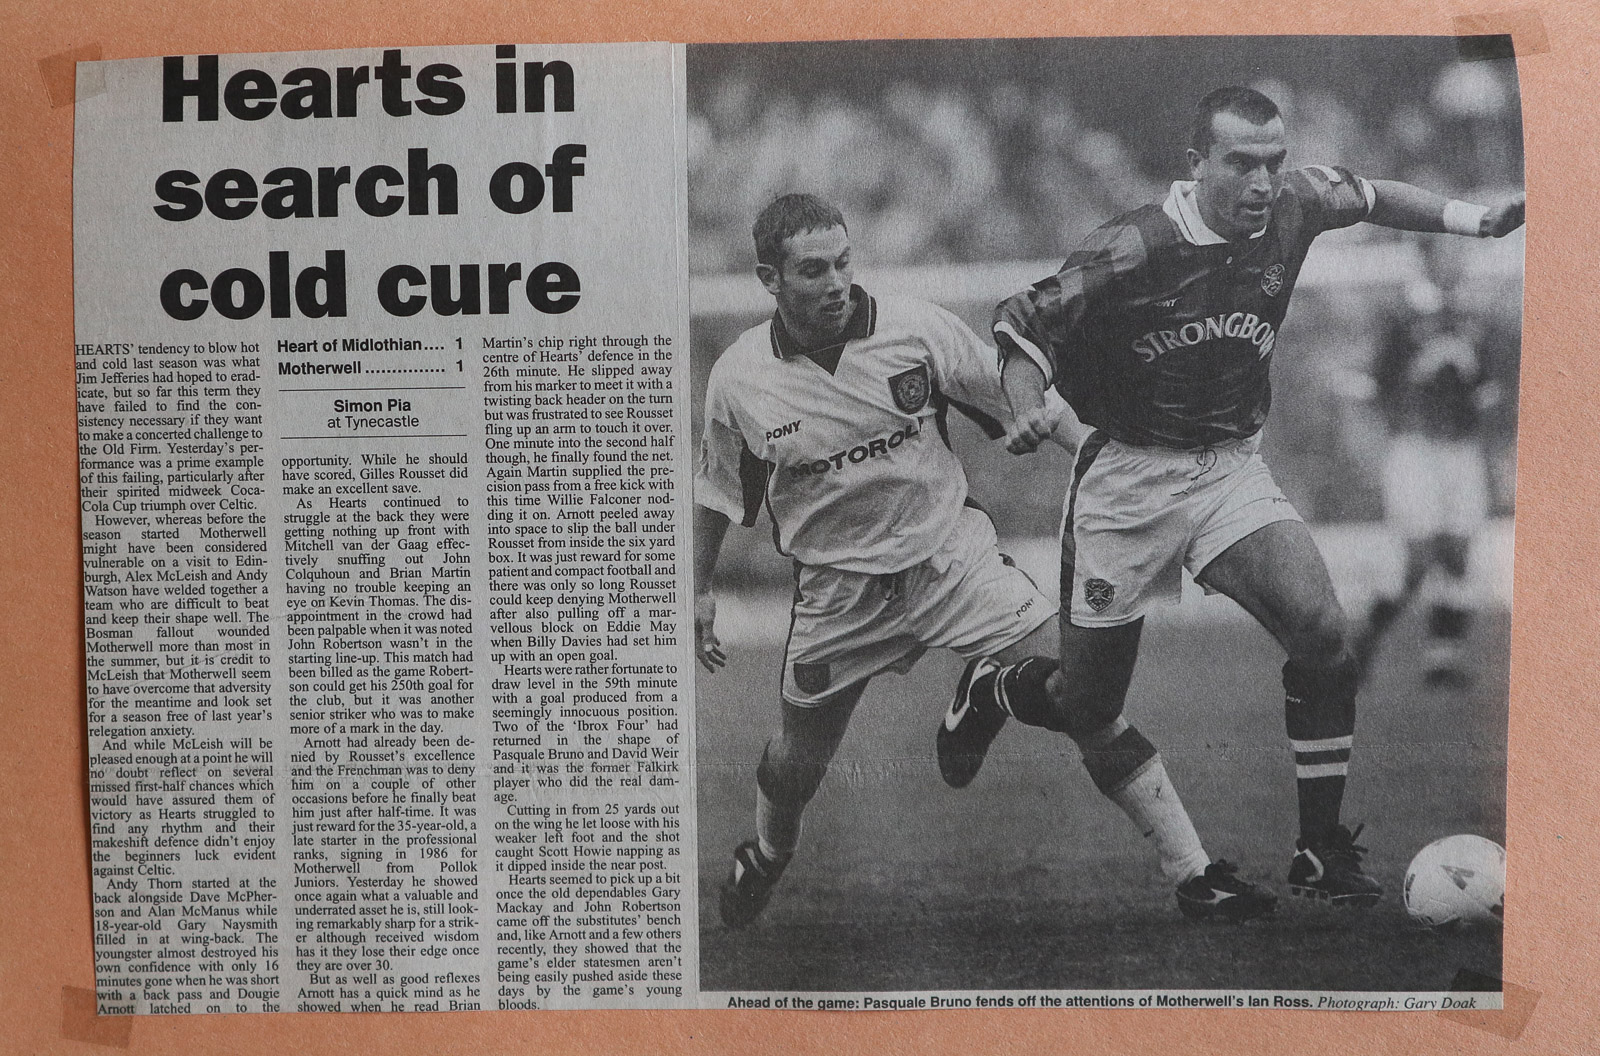 Hearts in
search of
cold cure
HEARTS' tendency to blow hot
and cold last season was what
Jim Jefferies had hoped to erad-
icate, but so far this term they
have failed to find the con-
sistency necessary if they want
to make a concerted challenge to
the Old Firm. Yesterday's per-
formance was a prime example
of this failing, particularly after
their spirited midweek Coca-
Cola Cup triumph over Celtic.
However, whereas before the
season started Motherwell
might have been considered
vulnerable on a visit to Edin-
burgh, Alex McLeish and Andy
Watson have welded together a
team who are difficult to beat
and keep their shape well. The
Bosman fallout wounded
Motherwell more than most in
the summer, but it is credit to
McLeish that Motherwell seem
to have overcome that adversity
for the meantime and look set
for a season free of last year's
relegation anxiety.
And while McLeish will be
pleased enough at a point he will
no doubt reflect on several
missed first-half chances which
would have assured them of
victory as Hearts struggled to
find any rhythm and their
makeshift defence didn't enjoy
the beginners luck evident
against Celtic.
Andy Thorn started at the
back alongside Dave McPher-
son and Alan McManus while
18-year-old Gary Naysmith
filled in at wing-back. The
youngster almost destroyed his
own confidence with only 16
minutes gone when he was short
with a back pass and Dougie
Arnott latched on to the
Heart of Midlothian.... 1
Motherwell ............... 1
Simon Pia
at Tynecastle
opportunity. While he should
have scored, Gilles Rousset did
make an excellent save.
As Hearts continued to
struggle at the back they were
getting nothing up front with
Mitchell van der Gaag effec-
tively snuffing out John
Colquhoun and Brian Martin
having no trouble keeping an
eye on Kevin Thomas. The dis-
appointment in the crowd had
been palpable when it was noted
John Robertson wasn't in the
starting line-up. This match had
been billed as the game Robert-
son could get his 250th goal for
the club, but it was another
senior striker who was to make
more of a mark in the day.
Arnott had already been de-
nied by Rousset's excellence
and the Frenchman was to deny
him on a couple of other
occasions before he finally beat
him just after half-time. It was
just reward for the 35-year-old, a
late starter in the professional
ranks, signing in 1986 for
Motherwell from Pollok
Juniors. Yesterday he showed
once again what a valuable and
underrated asset he is, still look-
ing remarkably sharp for a strik-
er although received wisdom
has it they lose their edge once
they are over 30.
But as well as good reflexes
Arnott has a quick mind as he
showed when he read Brian
Martin's chip right through the
centre of Hearts' defence in the
26th minute. He slipped away
from his marker to meet it with a
twisting back header on the turn
but was frustrated to see Rousset
fling up an arm to touch it over.
One minute into the second half
though, he finally found the net.
Again Martin supplied the pre-
cision pass from a free kick with
this time Willie Falconer nod-
ding it on. Arnott peeled away
into space to slip the ball under
Rousset from inside the six yard
box. It was just reward for some
patient and compact football and
there was only so long Rousset
could keep denying Motherwell
after also pulling off a mar-
vellous block on Eddie May
when Billy Davies had set him
up with an open goal.
Hearts were rather fortunate to
draw level in the 59th minute
with a goal produced from a
seemingly innocuous position.
Two of the 'Ibrox Four' had
returned in the shape of
Pasquale Bruno and David Weir
and it was the former Falkirk
player who did the real dam-
age.
Cutting in from 25 yards out
on the wing he let loose with his
weaker left foot and the shot
caught Scott Howie napping as
it dipped inside the near post.
Hearts seemed to pick up a bit
once the old dependables Gary
Mackay and John Robertson
came off the substitutes' bench
and, like Arnott and a few others
recently, they showed that the
game's elder statesmen aren't
being easily pushed aside these
days by the game's young
bloods.
PONY
MOTOROL
PONY
STRONGBO
Ahead of the game: Pasquale Bruno fends off the attentions of Motherwell's Ian Ross. Photograph: Gary Doak